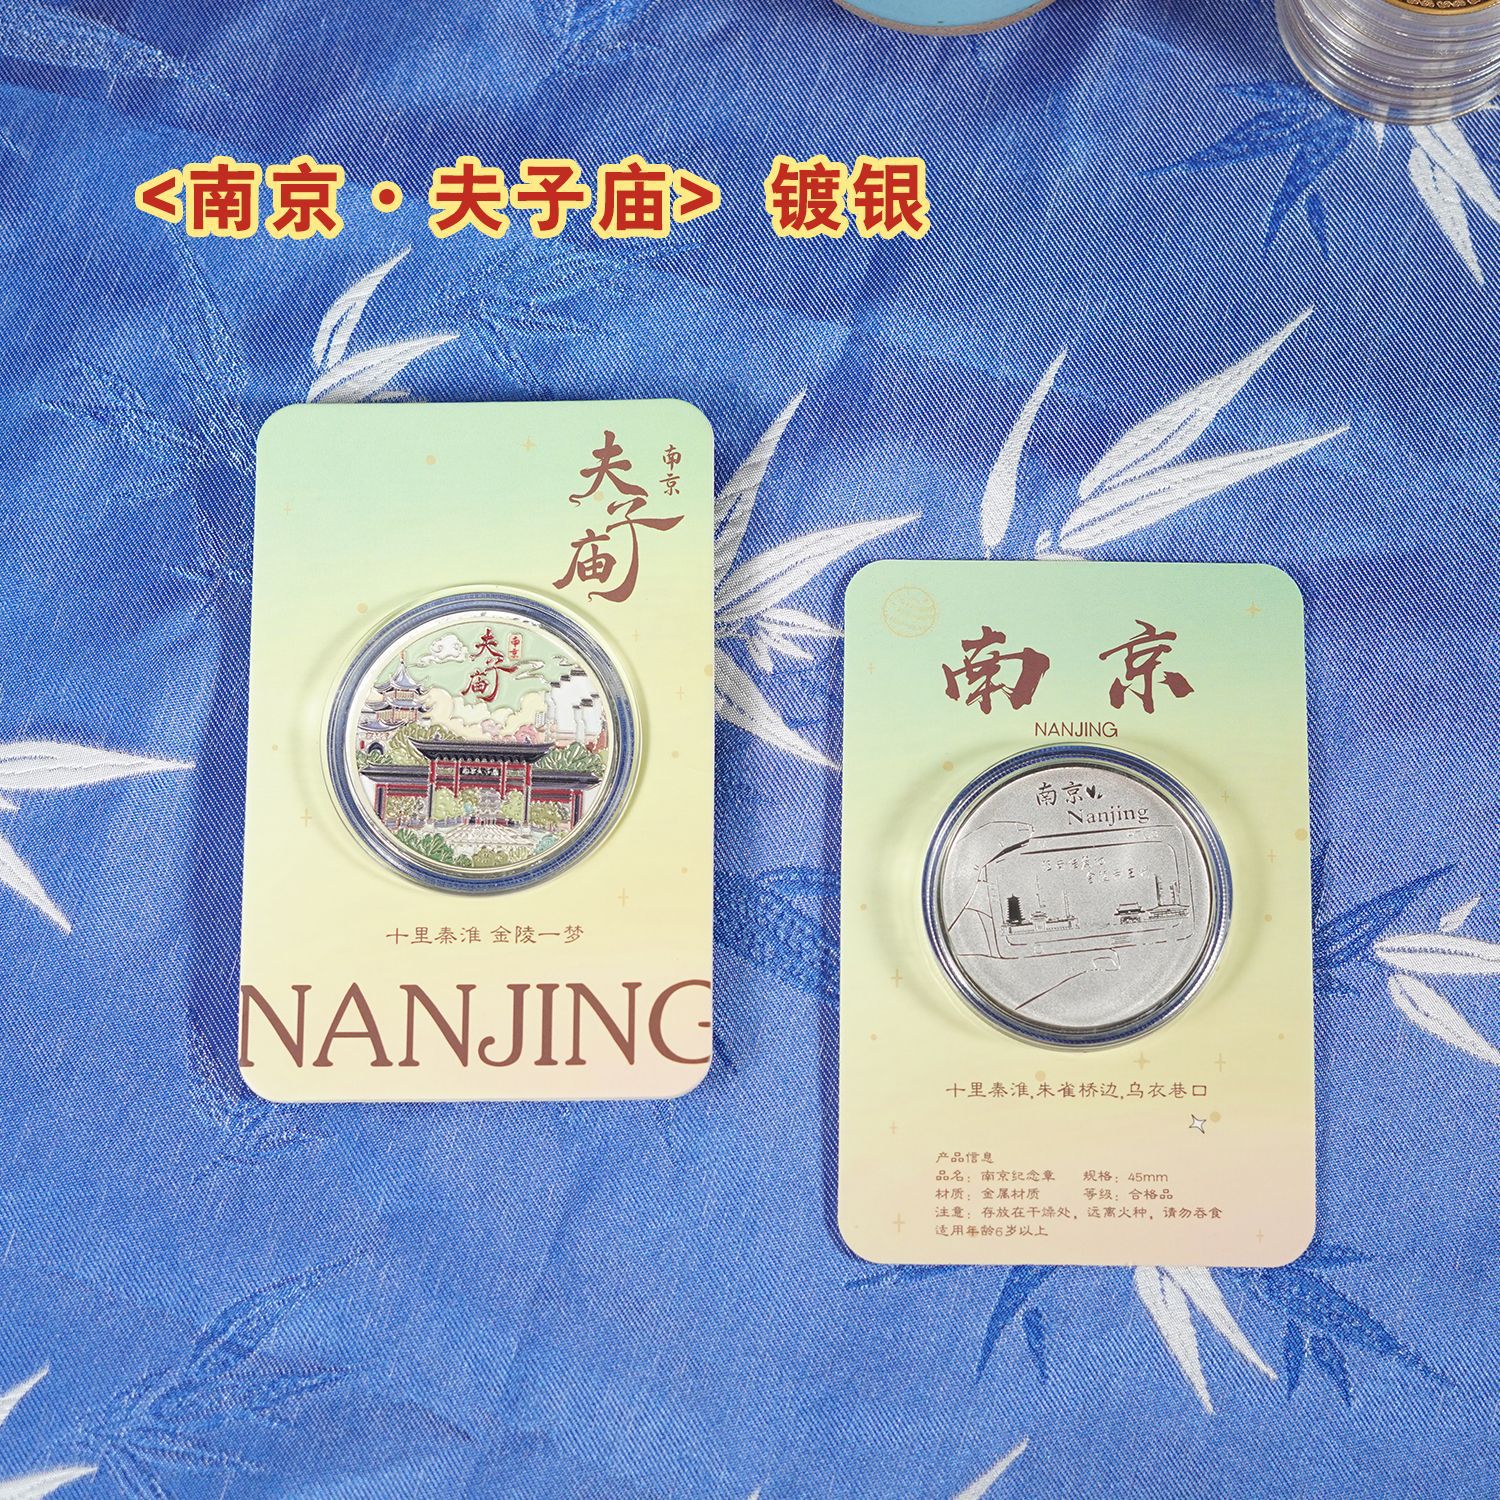 <南京·夫子庙> 镀银
南京
夫子庙
南京
夫子庙
十里秦淮 金陵一梦
NANJING
南京
NANJING
南京
Nanjing
十里秦淮,朱雀桥边,乌衣巷口
产品信息
品名：南京纪念章 规格：45mm
材质：金属材质 等级：合格品
注意：存放在干燥处，远离火种，请勿吞食
适用年龄6岁以上